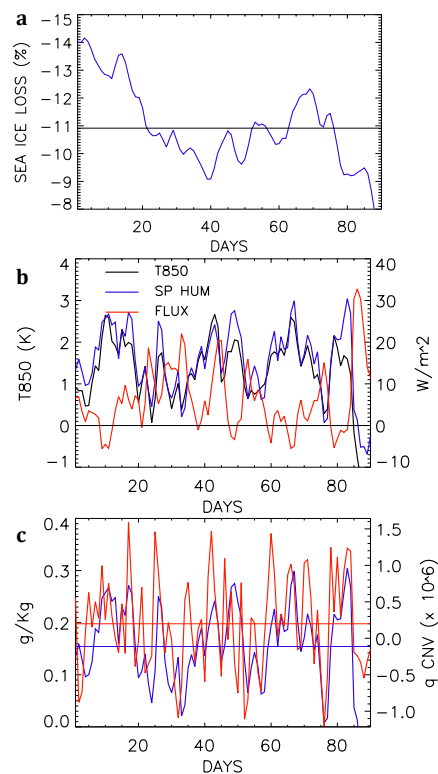 a
-15
-14
-13
-12
-11
-10
-9
-8
SEA ICE LOSS (%)
20 40 60 80
DAYS
b
T850
SP HUM
FLUX
4
3
2
1
0
-1
T850 (K)
40
30
20
10
0
-10
W/m2
20 40 60 80
DAYS
c
0.4
0.3
0.2
0.1
0.0
g/Kg
1.5
1.0
0.5
-0.1
-0.5
-1.1
q CNV (x 10^6)
20 40 60 80
DAYS